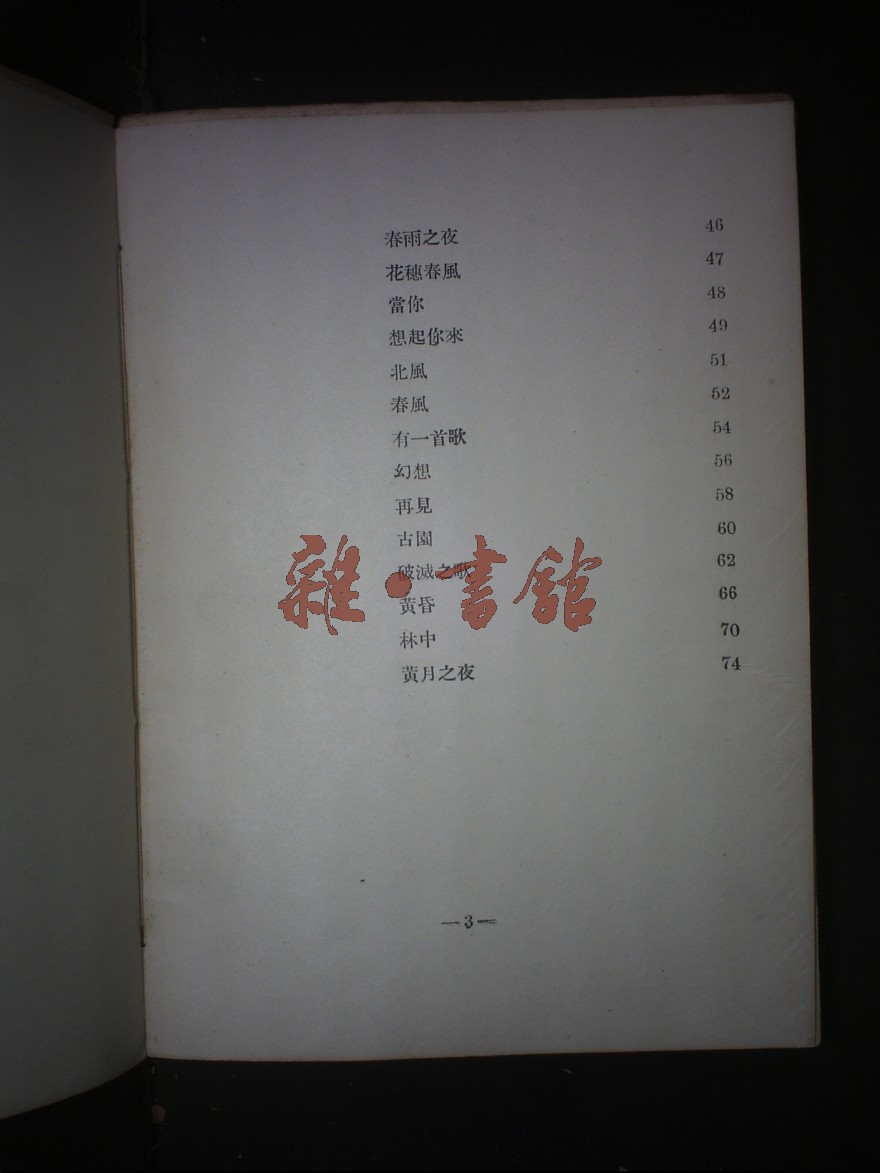 春雨之夜 46
花穗春風 47
當你 48
想起你來 49
北風 51
春風 52
有一首歌 54
幻想 56
再見 58
古園 60
破滅之歌 62
黃昏 66
林中 70
黃月之夜 74
雜·書館
—3—